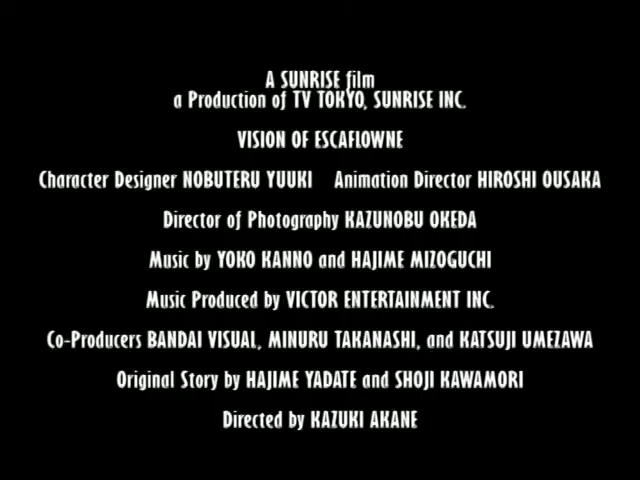 A SUNRISE film
a Production of TV TOKYO, SUNRISE INC.
VISION OF ESCAFLOWNE
Character Designer NOBUTERU YUUKI    Animation Director HIROSHI OUSAKA
Director of Photography KAZUNOBU OKEDA
Music by YOKO KANNO and HAJIME MIZOGUCHI
Music Produced by VICTOR ENTERTAINMENT INC.
Co-Producers BANDAI VISUAL, MINURU TAKANASHI, and KATSUJI UMEZAWA
Original Story by HAJIME YADATE and SHOJI KAWAMORI
Directed by KAZUKI AKANE